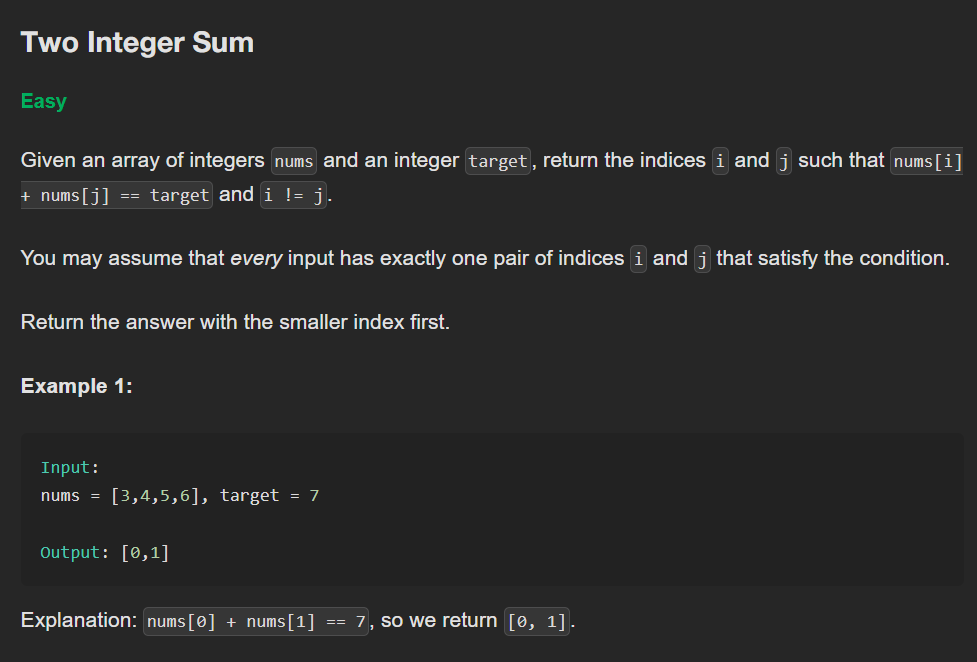 Two Integer Sum
Easy
Given an array of integers nums and an integer target, return the indices i and j such that nums[i]
+ nums[j] == target and i != j.
You may assume that every input has exactly one pair of indices i and j that satisfy the condition.
Return the answer with the smaller index first.
Example 1:
Input:
nums = [3,4,5,6], target = 7
Output: [0,1]
Explanation: nums[0] + nums[1] == 7, so we return [0, 1].